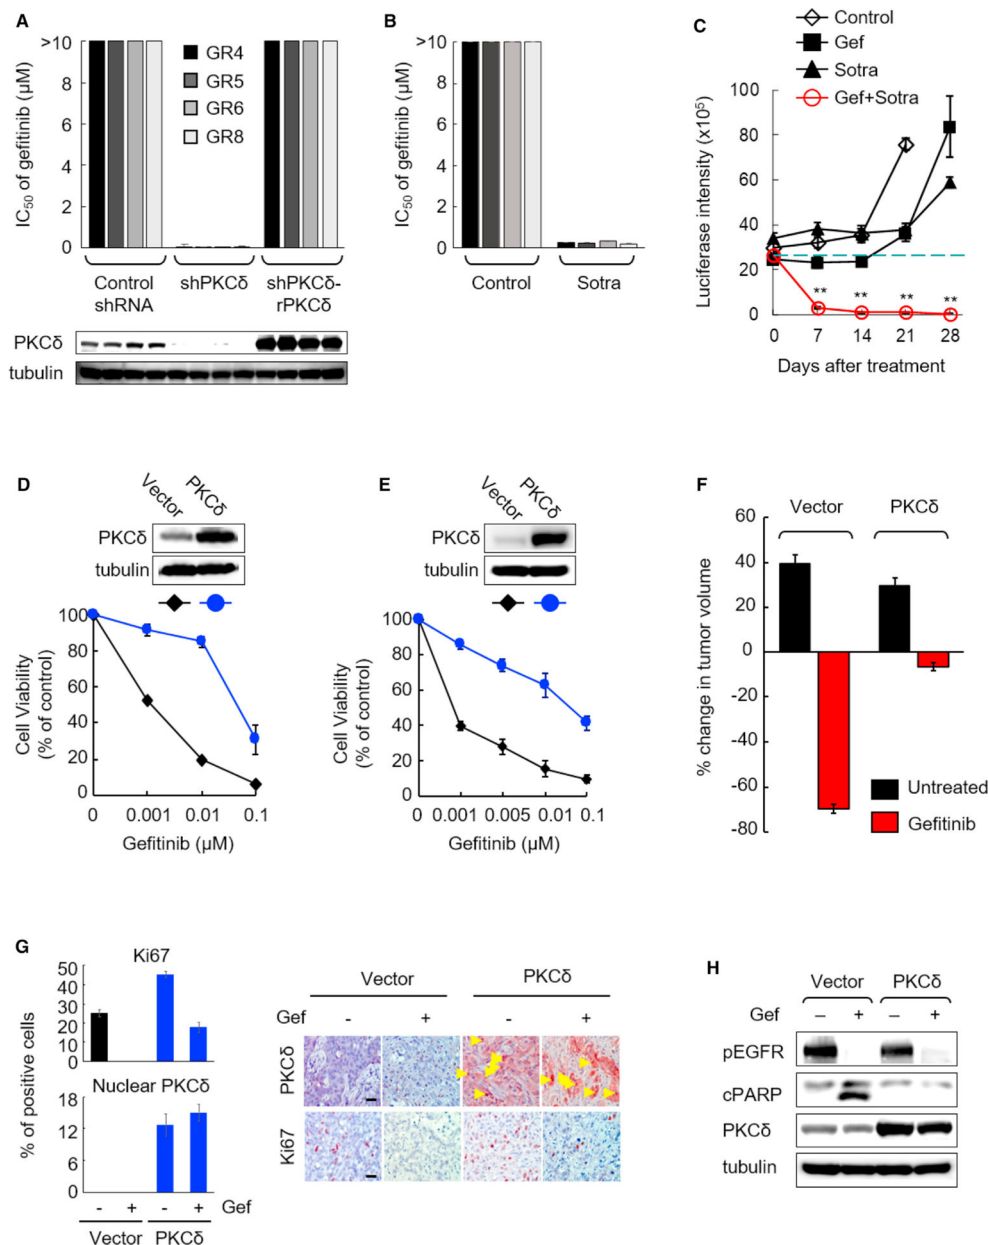 A
>10
10
8
6
4
2
0
IC50 of gefitinib (µM)
GR4
GR5
GR6
GR8
Control shRNA
shPKCδ
shPKCδ-rPKCδ
PKCδ
tubulin
B
>10
10
8
6
4
2
0
IC50 of gefitinib (µM)
Control
Sotra
C
Control
Gef
Sotra
Gef+Sotra
Luciferase intensity (x10⁵)
100
80
60
40
20
0
**
**
**
**
0 7 14 21 28
Days after treatment
D
Vector
PKCδ
PKCδ
tubulin
Cell Viability
(% of control)
100
80
60
40
20
0
0 0.001 0.01 0.1
Gefitinib (µM)
E
Vector
PKCδ
PKCδ
tubulin
Cell Viability
(% of control)
100
80
60
40
20
0
0 0.001 0.005 0.01 0.1
Gefitinib (µM)
F
Vector
PKCδ
% change in tumor volume
60
40
20
0
-20
-40
-60
-80
Untreated
Gefitinib
G
Ki67
50
40
30
20
10
0
Nuclear PKCδ
18
12
6
0
% of positive cells
- + - + Gef
Vector PKCδ
Vector
PKCδ
Gef - + - +
PKCδ
Ki67
H
Vector PKCδ
Gef – + – +
pEGFR
cPARP
PKCδ
tubulin